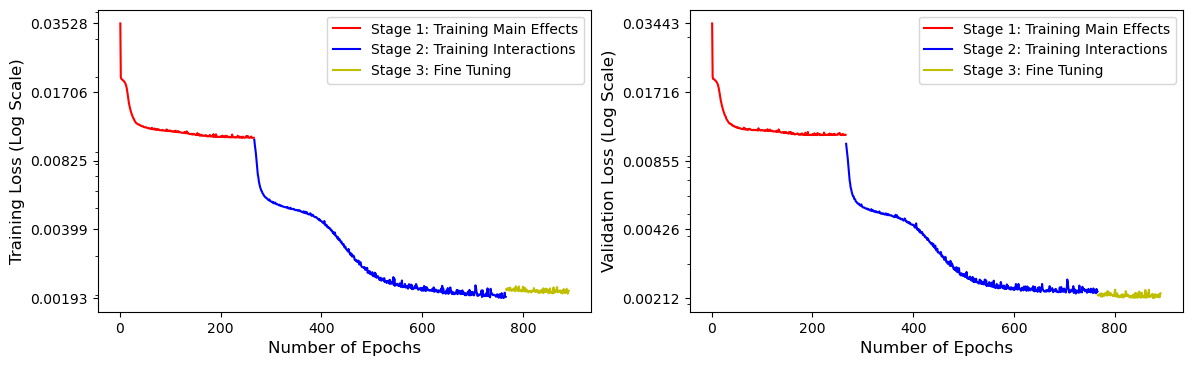 Training Loss (Log Scale)
0.03528
0.01706
0.00825
0.00399
0.00193
Stage 1: Training Main Effects
Stage 2: Training Interactions
Stage 3: Fine Tuning
0 200 400 600 800
Number of Epochs
Validation Loss (Log Scale)
0.03443
0.01716
0.00855
0.00426
0.00212
Stage 1: Training Main Effects
Stage 2: Training Interactions
Stage 3: Fine Tuning
0 200 400 600 800
Number of Epochs